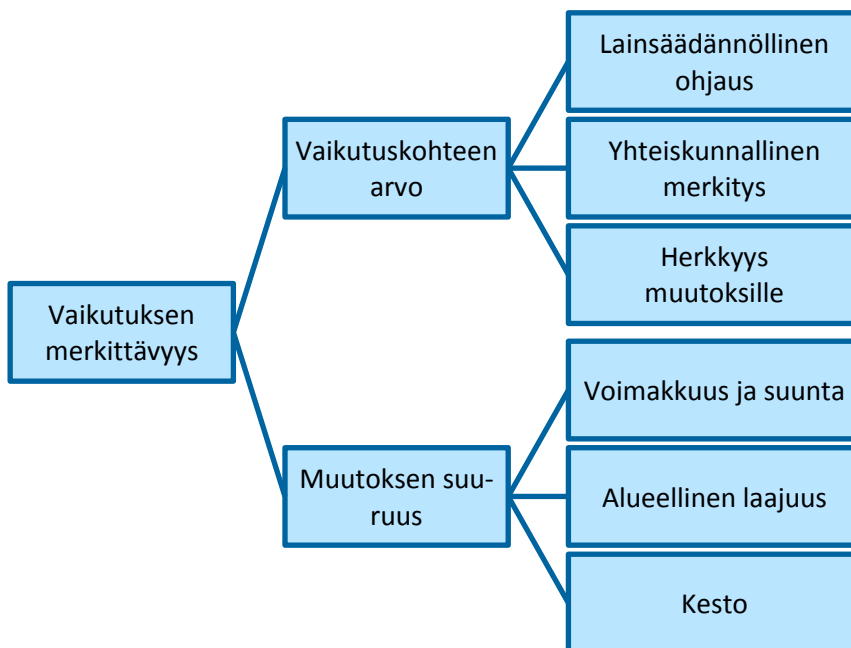 Vaikutuksen
merkittävyys
Vaikutuskohteen
arvo
Lainsäädännöllinen
ohjaus
Yhteiskunnallinen
merkitys
Herkkyys
muutoksille
Muutoksen suu-
ruus
Voimakkuus ja suunta
Alueellinen laajuus
Kesto